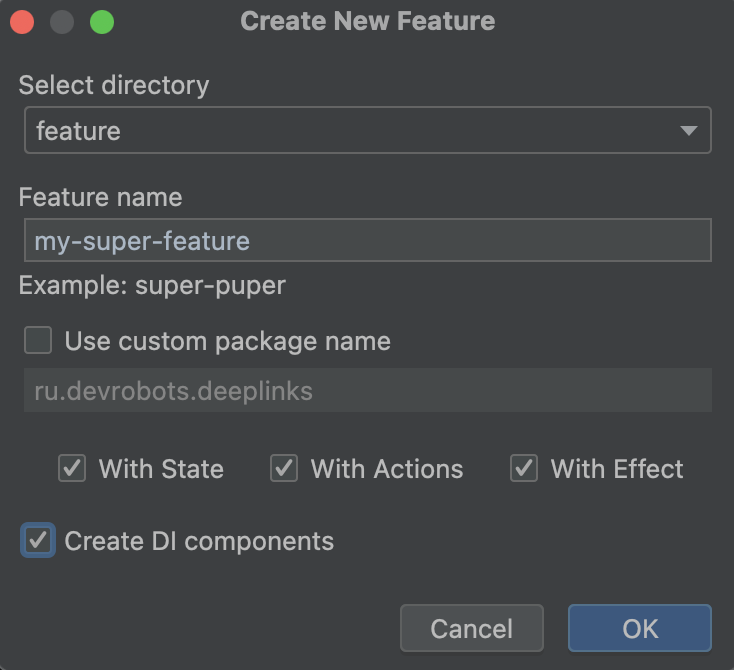 Create New Feature
Select directory
feature
Feature name
my-super-feature
Example: super-puper
Use custom package name
ru.devrobots.deeplinks
With State With Actions With Effect
Create DI components
Cancel OK